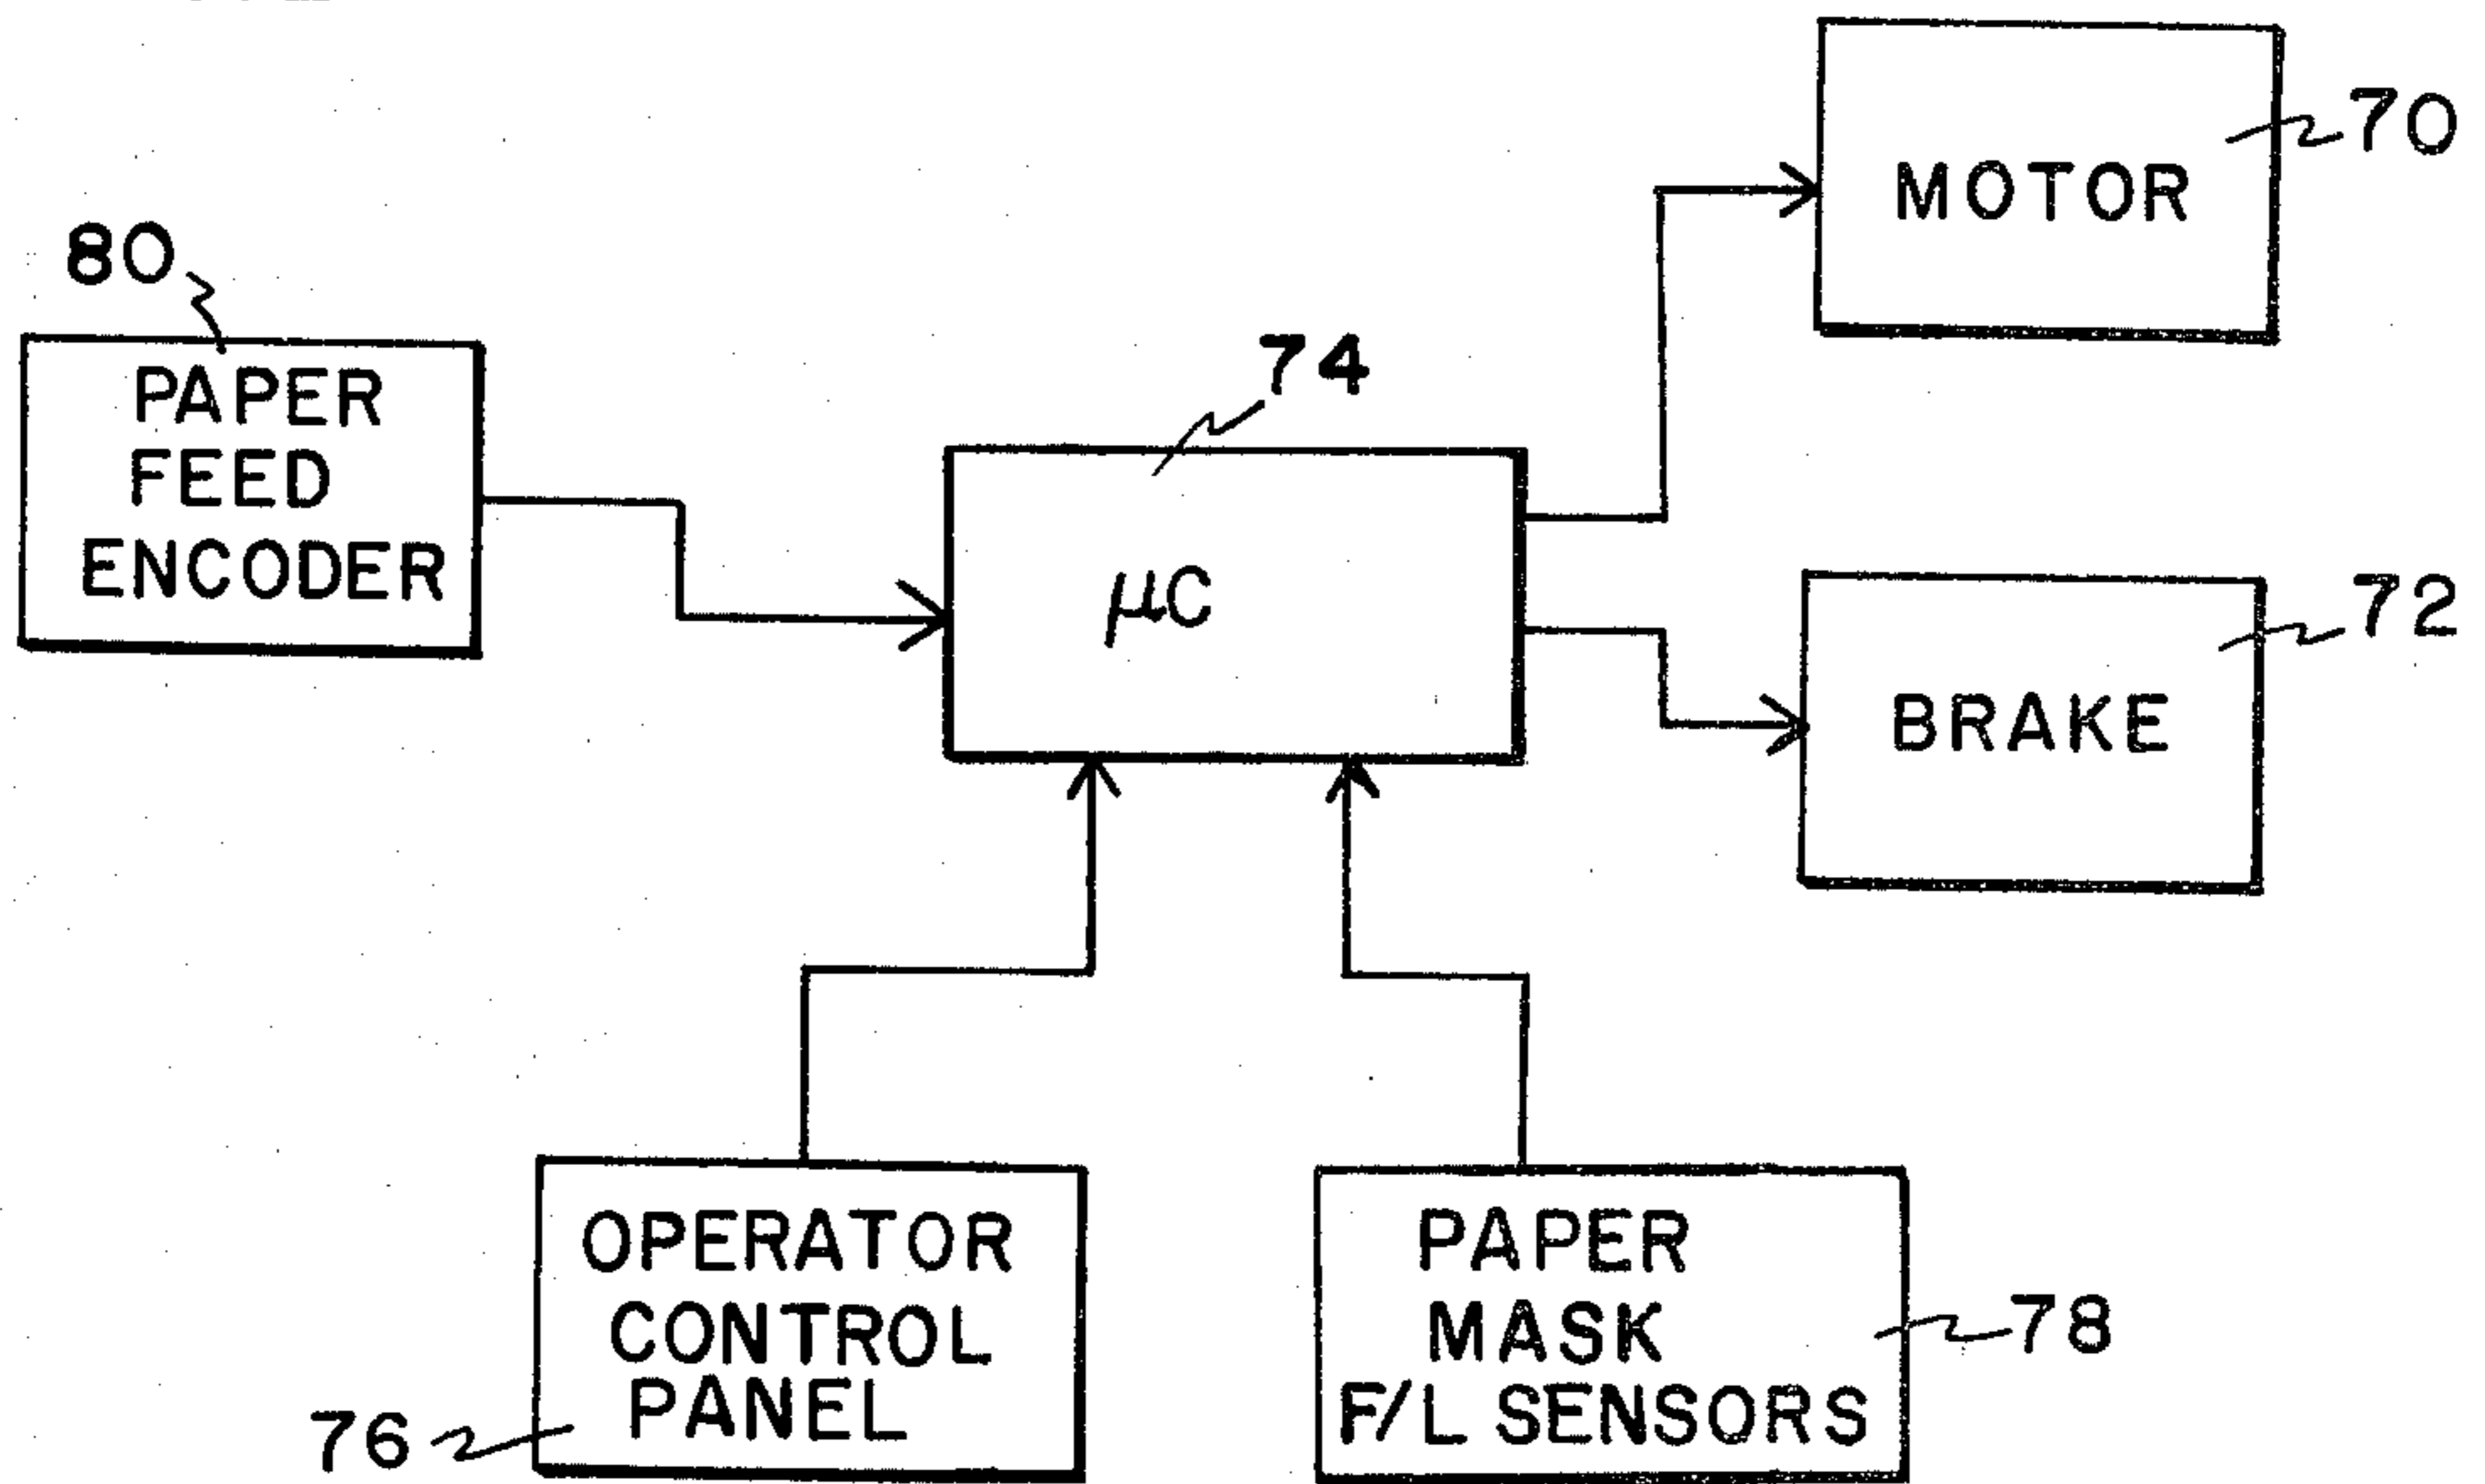 70
MOTOR
80
PAPER
FEED
ENCODER
74
μC
72
BRAKE
OPERATOR
CONTROL
PANEL
76
PAPER
MASK
F/L SENSORS
78